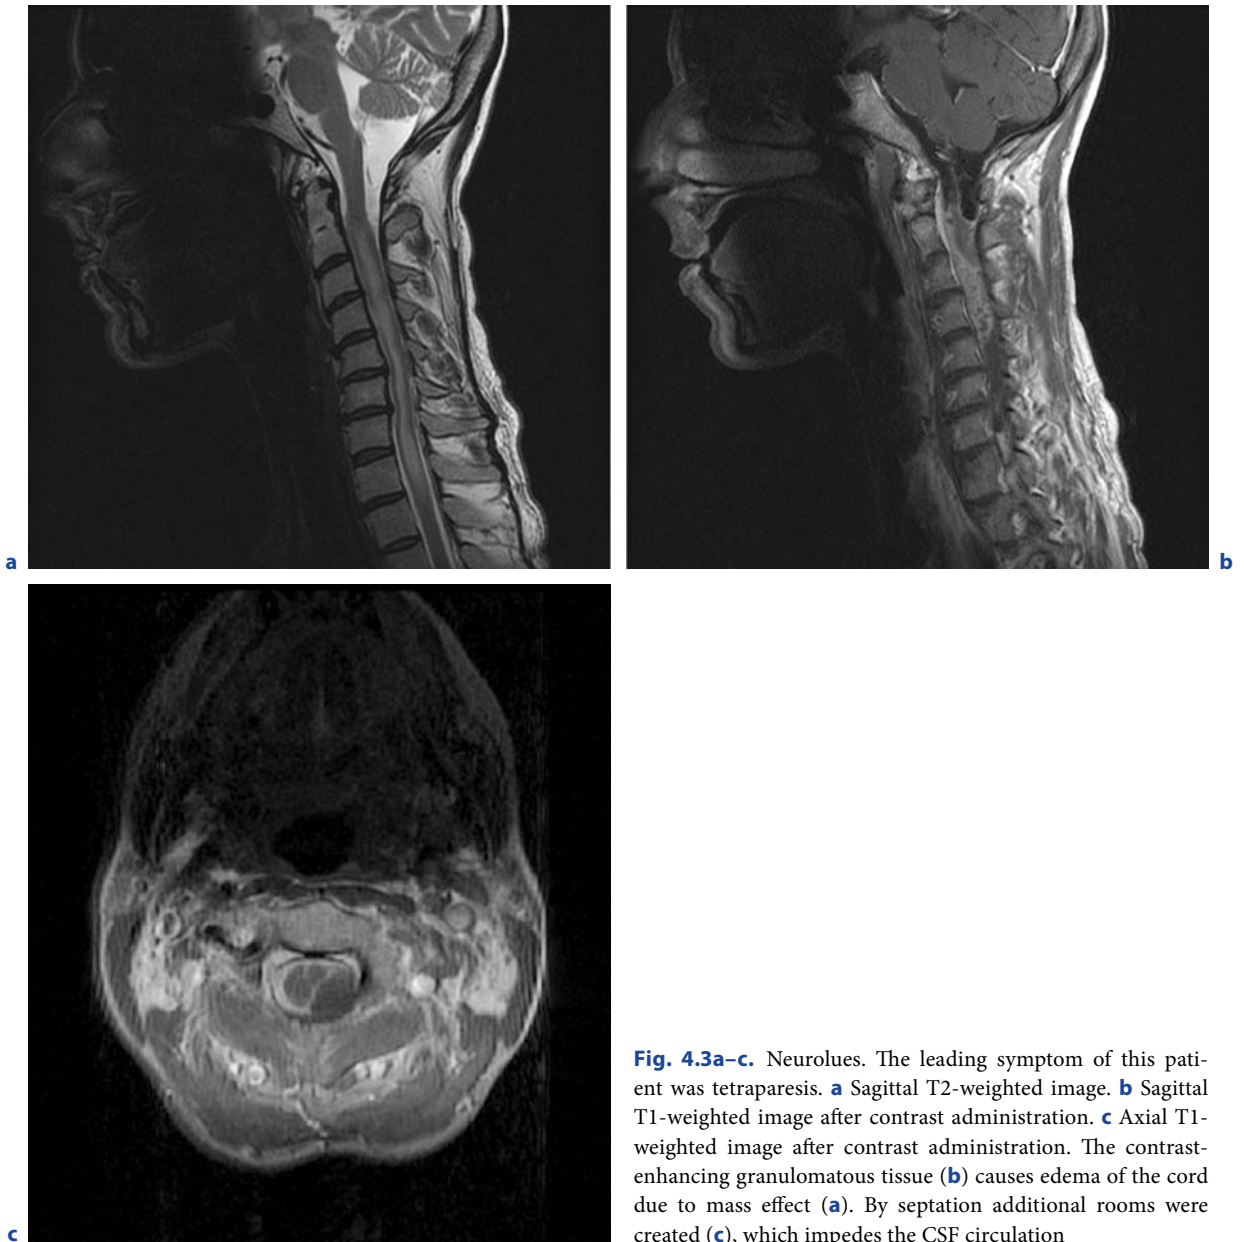 a
b
c
Fig. 4.3a–c. Neurolues. The leading symptom of this pati-
ent was tetraparesis. a Sagittal T2-weighted image. b Sagittal
T1-weighted image after contrast administration. c Axial T1-
weighted image after contrast administration. The contrast-
enhancing granulomatous tissue (b) causes edema of the cord
due to mass effect (a). By septation additional rooms were
created (c), which impedes the CSF circulation